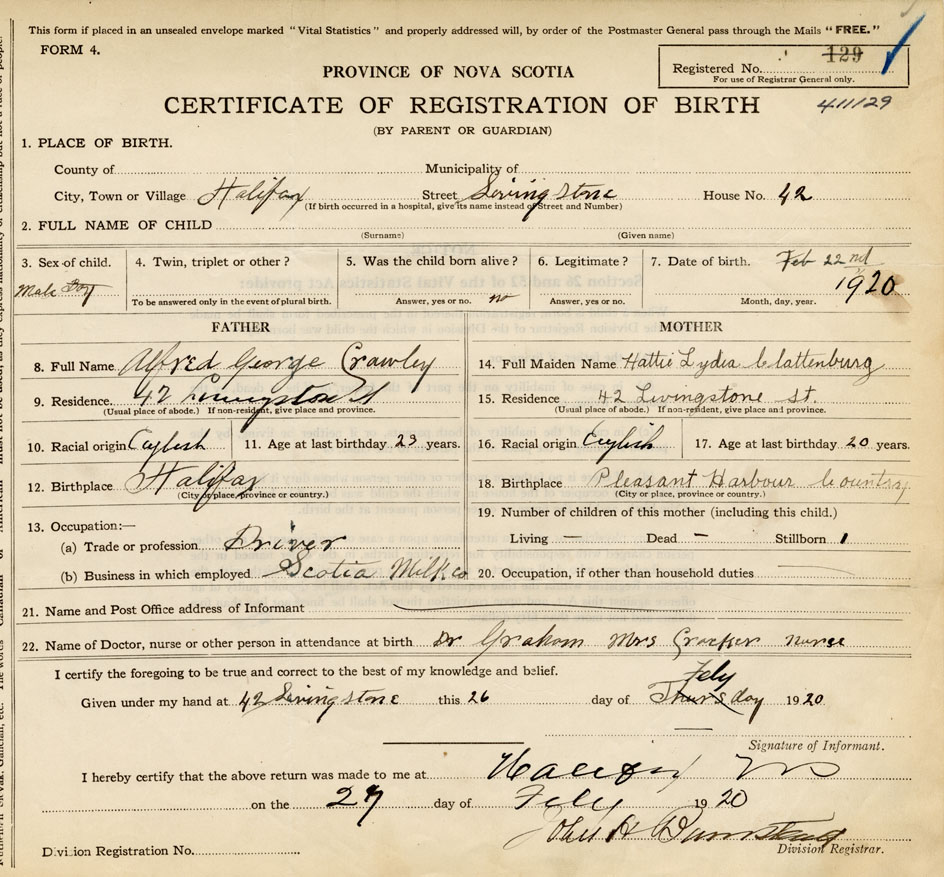 This form if placed in an unsealed envelope marked "Vital Statistics" and properly addressed will, by order of the Postmaster General pass through the Mails "FREE."
FORM 4.
Registered No. 129
For use of Registrar General only.
PROVINCE OF NOVA SCOTIA
411129
CERTIFICATE OF REGISTRATION OF BIRTH
(BY PARENT OR GUARDIAN)
1. PLACE OF BIRTH.
County of Municipality of
City, Town or Village Halifax Street Livingstone House No. 42
(If birth occurred in a hospital, give its name instead of Street and Number)
2. FULL NAME OF CHILD
(Surname) (Given name)
3. Sex of child. 4. Twin, triplet or other? 5. Was the child born alive? 6. Legitimate? 7. Date of birth. Feb 22nd
Male Boy 1920
To be answered only in the event of plural birth. Answer, yes or no. no Answer, yes or no. Month, day, year.
FATHER MOTHER
8. Full Name Alfred George Crawley 14. Full Maiden Name Hattie Lydia Clattenburg
9. Residence. 42 Livingstone St 15. Residence 42 Livingstone St.
(Usual place of abode.) If non-resident, give place and province. (Usual place of abode.) If non-resident, give place and province.
10. Racial origin English 11. Age at last birthday 23 years. 16. Racial origin English 17. Age at last birthday 20 years.
12. Birthplace Halifax 18. Birthplace Pleasant Harbour Country
(City or place, province or country.) (City or place, province or country.)
19. Number of children of this mother (including this child.)
13. Occupation:—
(a) Trade or profession Driver Living — Dead — Stillborn 1
(b) Business in which employed Scotia Milk co 20. Occupation, if other than household duties
21. Name and Post Office address of Informant
22. Name of Doctor, nurse or other person in attendance at birth Dr Graham Mrs Crocker nurse
I certify the foregoing to be true and correct to the best of my knowledge and belief.
Feby
Given under my hand at 42 Livingstone this 26 day of Thursday 1920
Signature of Informant.
I hereby certify that the above return was made to me at Halifax NS
on the 27 day of Feby 1920
John H
Division Registration No. Division Registrar.